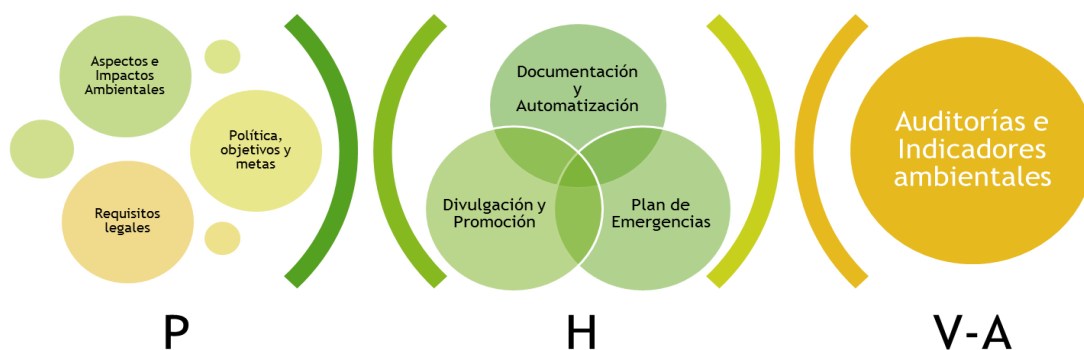 Aspectos e
Impactos
Ambientales
Política,
objetivos y
metas
Requisitos
legales
P
Documentación
y
Automatización
Divulgación y
Promoción
Plan de
Emergencias
H
Auditorías e
Indicadores
ambientales
V-A